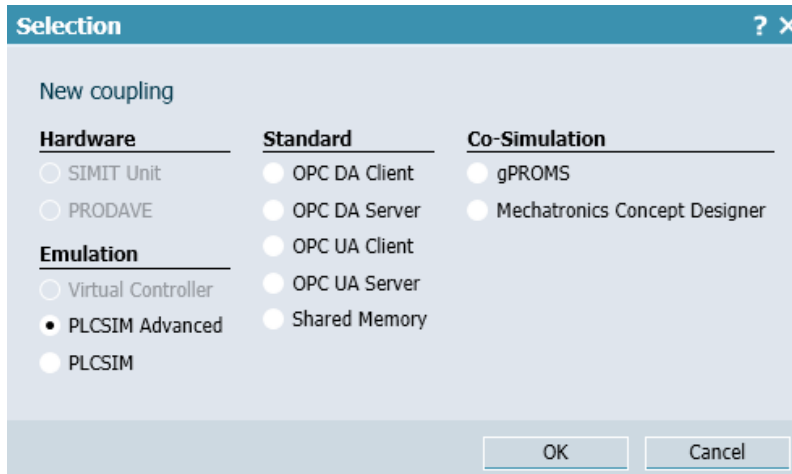 Selection
?
New coupling
Hardware
SIMIT Unit
PRODAVE
Emulation
Virtual Controller
PLCSIM Advanced
PLCSIM
Standard
OPC DA Client
OPC DA Server
OPC UA Client
OPC UA Server
Shared Memory
Co-Simulation
gPROMS
Mechatronics Concept Designer
OK
Cancel